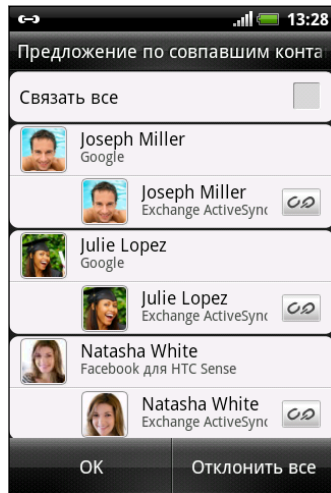 13:28
Предложение по совпавшим конта
Связать все
Joseph Miller
Google
Joseph Miller
Exchange ActiveSync
Julie Lopez
Google
Julie Lopez
Exchange ActiveSync
Natasha White
Facebook для HTC Sense
Natasha White
Exchange ActiveSync
OK Отклонить все